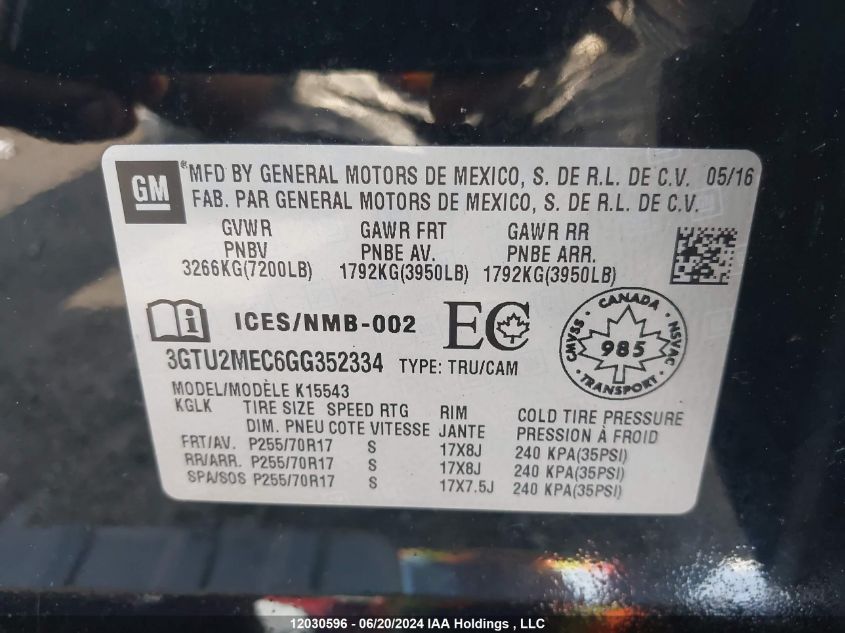 GM
*MFD BY GENERAL MOTORS DE MEXICO, S. DE R.L. DE C.V. 05/16
FAB. PAR GENERAL MOTORS DE MEXICO, S. DE R.L. DE C.V.
GVWR GAWR FRT GAWR RR
PNBV PNBE AV. PNBE ARR.
3266KG(7200LB) 1792KG(3950LB) 1792KG(3950LB)
i ICES/NMB-002 EC
CANADA
CMVSS 985 NSVAC
TRANSPORT
3GTU2MEC6GG352334 TYPE: TRU/CAM
MODEL/MODÈLE K15543
KGLK TIRE SIZE SPEED RTG RIM COLD TIRE PRESSURE
DIM. PNEU COTE VITESSE JANTE PRESSION À FROID
FRT/AV. P255/70R17 S 17X8J 240 KPA(35PSI)
RR/ARR. P255/70R17 S 17X8J 240 KPA(35PSI)
SPA/SOS P255/70R17 S 17X7.5J 240 KPA(35PSI)
12030596 - 06/20/2024 IAA Holdings , LLC